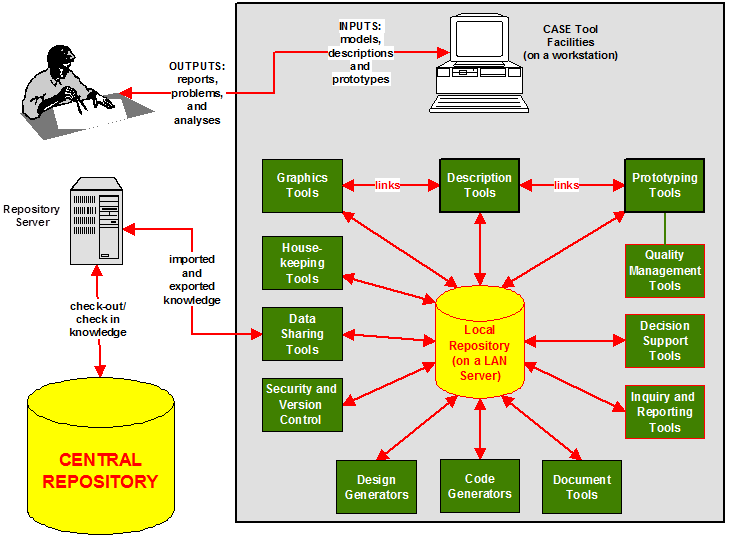 INPUTS:
models,
descriptions
and
prototypes
CASE Tool
Facilities
(on a workstation)
OUTPUTS:
reports,
problems,
and
analyses
Graphics
Tools
links
Description
Tools
links
Prototyping
Tools
Repository
Server
imported
and
exported
knowledge
House-
keeping
Tools
Quality
Management
Tools
check-out/
check in
knowledge
Data
Sharing
Tools
Local
Repository
(on a LAN
Server)
Decision
Support
Tools
Security and
Version
Control
Inquiry and
Reporting
Tools
CENTRAL
REPOSITORY
Design
Generators
Code
Generators
Document
Tools